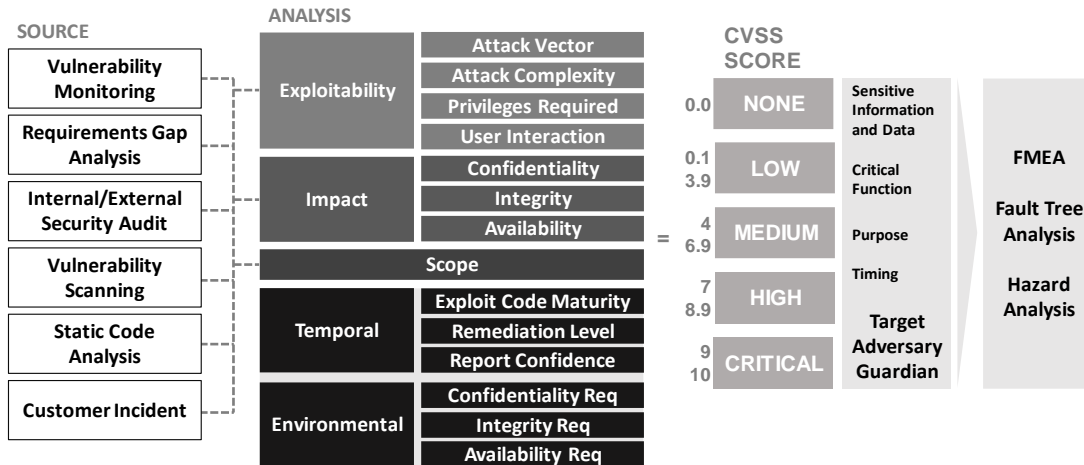 SOURCE
Vulnerability
Monitoring
Requirements Gap
Analysis
Internal/External
Security Audit
Vulnerability
Scanning
Static Code
Analysis
Customer Incident
ANALYSIS
Exploitability
Attack Vector
Attack Complexity
Privileges Required
User Interaction
Impact
Confidentiality
Integrity
Availability
Scope
Temporal
Exploit Code Maturity
Remediation Level
Report Confidence
Environmental
Confidentiality Req
Integrity Req
Availability Req
=
CVSS
SCORE
0.0
NONE
0.1
3.9
LOW
4
6.9
MEDIUM
7
8.9
HIGH
9
10
CRITICAL
Sensitive
Information
and Data
Critical
Function
Purpose
Timing
Target
Adversary
Guardian
FMEA
Fault Tree
Analysis
Hazard
Analysis